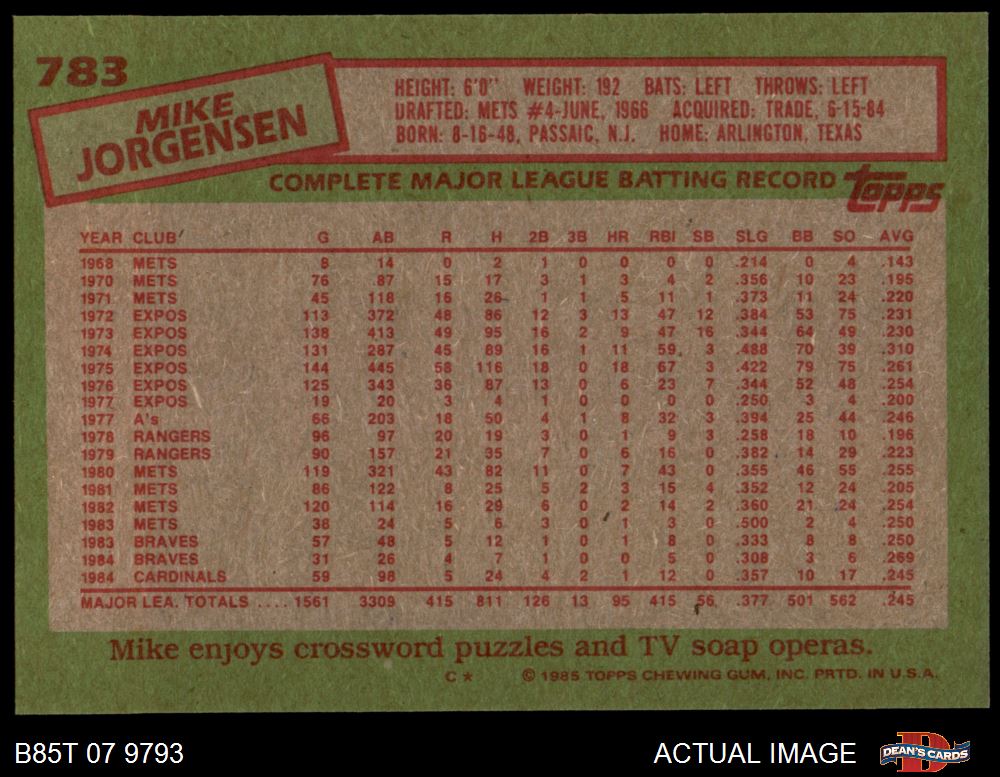 783
MIKE
JORGENSEN
HEIGHT: 6'0" WEIGHT: 192 BATS: LEFT THROWS: LEFT
DRAFTED: METS #4-JUNE, 1966 ACQUIRED: TRADE, 6-15-84
BORN: 8-16-48, PASSAIC, N.J. HOME: ARLINGTON, TEXAS
COMPLETE MAJOR LEAGUE BATTING RECORD topps
YEAR CLUB G AB R H 2B 3B HR RBI SB SLG BB SO AVG
1968 METS 8 14 0 2 1 0 0 0 0 .214 0 4 .143
1970 METS 76 87 15 17 3 1 3 4 2 .356 10 23 .195
1971 METS 45 118 16 26 1 1 5 11 1 .373 11 24 .220
1972 EXPOS 113 372 48 86 12 3 13 47 12 .384 53 75 .231
1973 EXPOS 138 413 49 95 16 2 9 47 16 .344 64 49 .230
1974 EXPOS 131 287 45 89 16 1 11 59 3 .488 70 39 .310
1975 EXPOS 144 445 58 116 18 0 18 67 3 .422 79 75 .261
1976 EXPOS 125 343 36 87 13 0 6 23 7 .344 52 48 .254
1977 EXPOS 19 20 3 4 1 0 0 0 0 .250 3 4 .200
1977 A's 66 203 18 50 4 1 8 32 3 .394 25 44 .246
1978 RANGERS 96 97 20 19 3 0 1 9 3 .258 18 10 .196
1979 RANGERS 90 157 21 35 7 0 6 16 0 .382 14 29 .223
1980 METS 119 321 43 82 11 0 7 43 0 .355 46 55 .255
1981 METS 86 122 8 25 5 2 3 15 4 .352 12 24 .205
1982 METS 120 114 16 29 6 0 2 14 2 .360 21 24 .254
1983 METS 38 24 5 6 3 0 1 3 0 .500 2 4 .250
1983 BRAVES 57 48 5 12 1 0 1 8 0 .333 8 8 .250
1984 BRAVES 31 26 4 7 1 0 0 5 0 .308 3 6 .269
1984 CARDINALS 59 98 5 24 4 2 1 12 0 .357 10 17 .245
MAJOR LEA. TOTALS .... 1561 3309 415 811 126 13 95 415 56 .377 501 562 .245
Mike enjoys crossword puzzles and TV soap operas.
C* © 1985 TOPPS CHEWING GUM, INC. PRTD. IN U.S.A.
B85T 07 9793 ACTUAL IMAGE DEAN'S CARDS